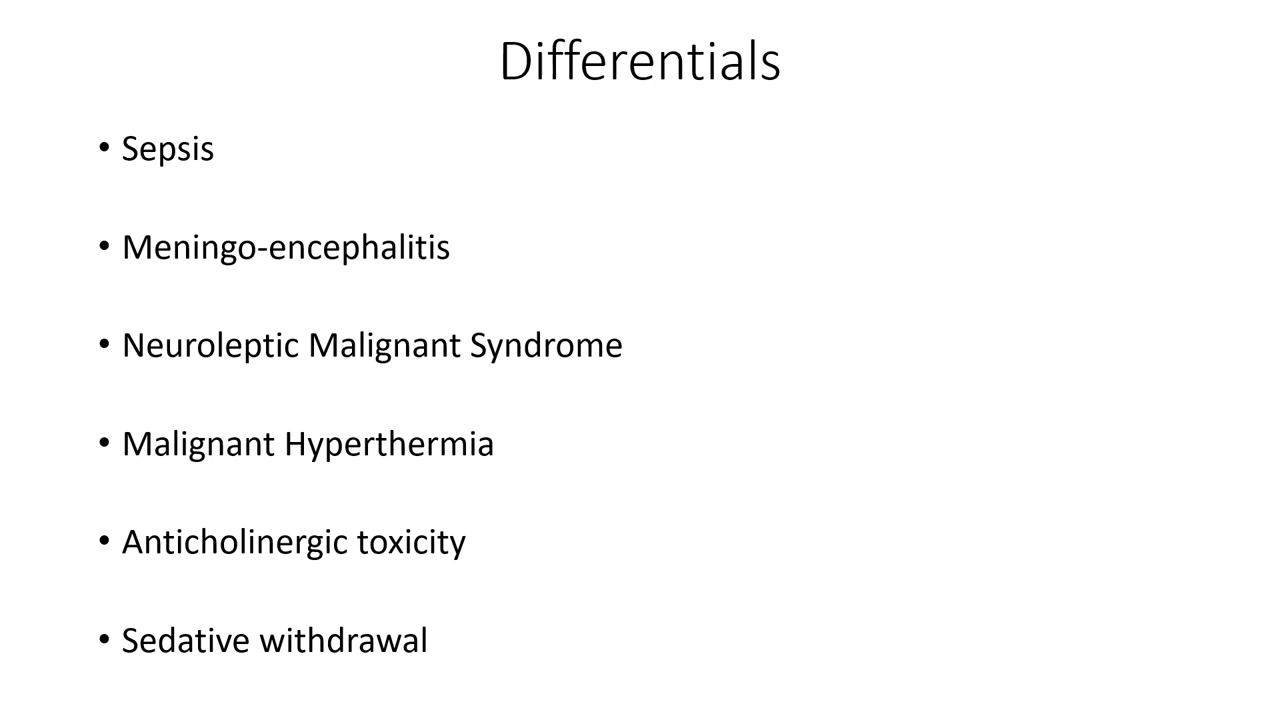 Differentials
• Sepsis
• Meningo-encephalitis
• Neuroleptic Malignant Syndrome
• Malignant Hyperthermia
• Anticholinergic toxicity
• Sedative withdrawal